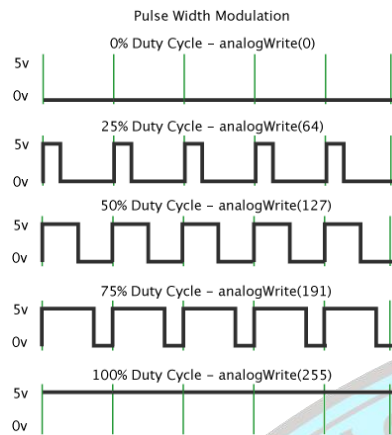 Pulse Width Modulation
0% Duty Cycle – analogWrite(0)
5v
0v
25% Duty Cycle – analogWrite(64)
5v
0v
50% Duty Cycle – analogWrite(127)
5v
0v
75% Duty Cycle – analogWrite(191)
5v
0v
100% Duty Cycle – analogWrite(255)
5v
0v